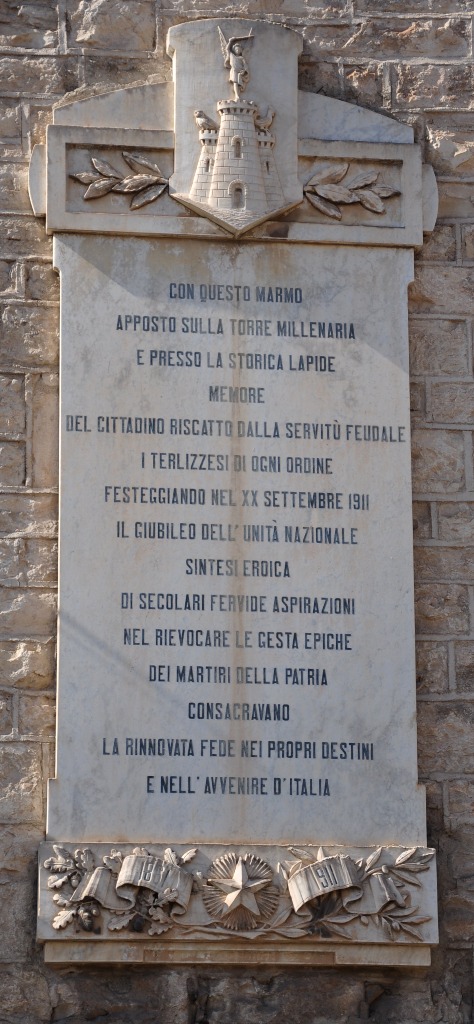 CON QUESTO MARMO
APPOSTO SULLA TORRE MILLENARIA
E PRESSO LA STORICA LAPIDE
MEMORE
DEL CITTADINO RISCATTO DALLA SERVITÙ FEUDALE
I TERLIZZESI DI OGNI ORDINE
FESTEGGIANDO NEL XX SETTEMBRE 1911
IL GIUBILEO DELL'UNITÀ NAZIONALE
SINTESI EROICA
DI SECOLARI FERVIDE ASPIRAZIONI
NEL RIEVOCARE LE GESTA EPICHE
DEI MARTIRI DELLA PATRIA
CONSACRAVANO
LA RINNOVATA FEDE NEI PROPRI DESTINI
E NELL'AVVENIRE D'ITALIA
1911